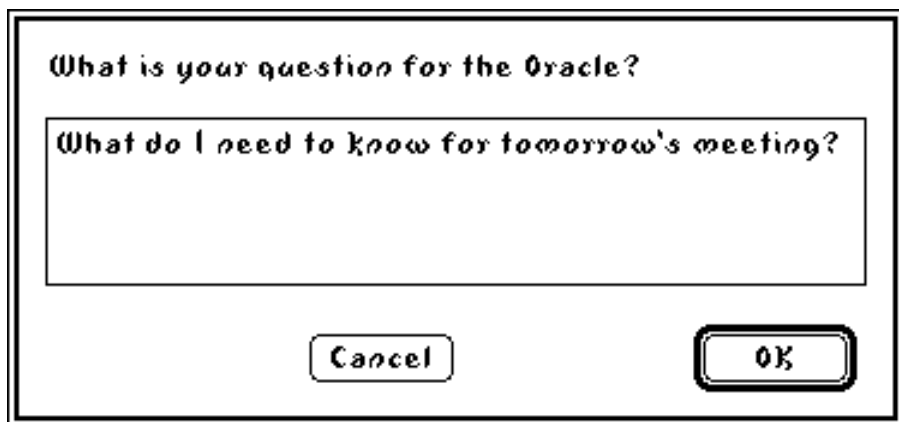 What is your question for the Oracle?
What do I need to know for tomorrow's meeting?
Cancel
OK